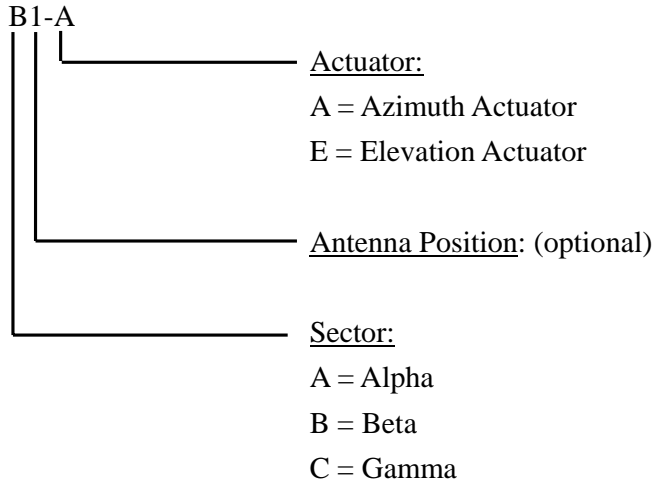 B1-A
Actuator:
A = Azimuth Actuator
E = Elevation Actuator
Antenna Position: (optional)
Sector:
A = Alpha
B = Beta
C = Gamma